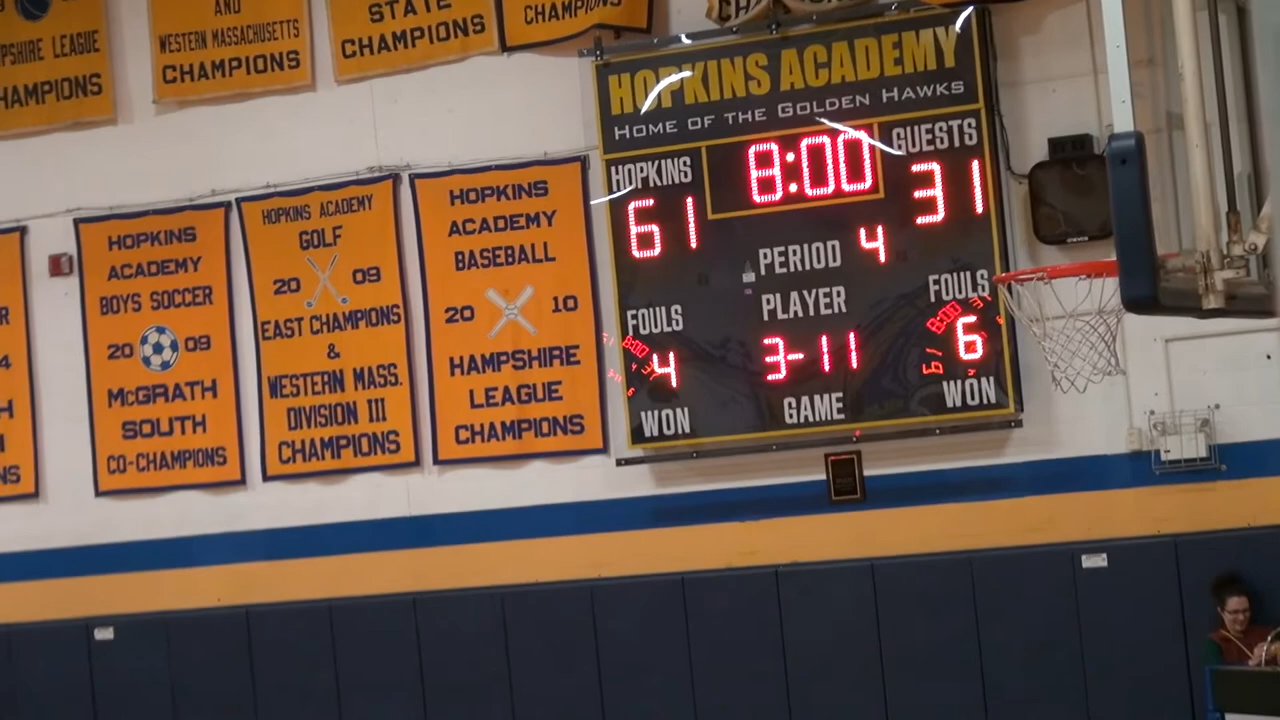 PSHIRE LEAGUE
HAMPIONS
AND
WESTERN MASSACHUSETTS
CHAMPIONS
STATE
CHAMPIONS
CHAMPIONS
HOPKINS
ACADEMY
BOYS SOCCER
20 09
McGRATH
SOUTH
CO-CHAMPIONS
HOPKINS ACADEMY
GOLF
20 09
EAST CHAMPIONS
&
WESTERN MASS.
DIVISION III
CHAMPIONS
HOPKINS
ACADEMY
BASEBALL
20 10
HAMPSHIRE
LEAGUE
CHAMPIONS
HOPKINS ACADEMY
HOME OF THE GOLDEN HAWKS
HOPKINS 8:00 GUESTS
61 31
PERIOD 4
FOULS PLAYER FOULS
4 3-11 6
WON GAME WON